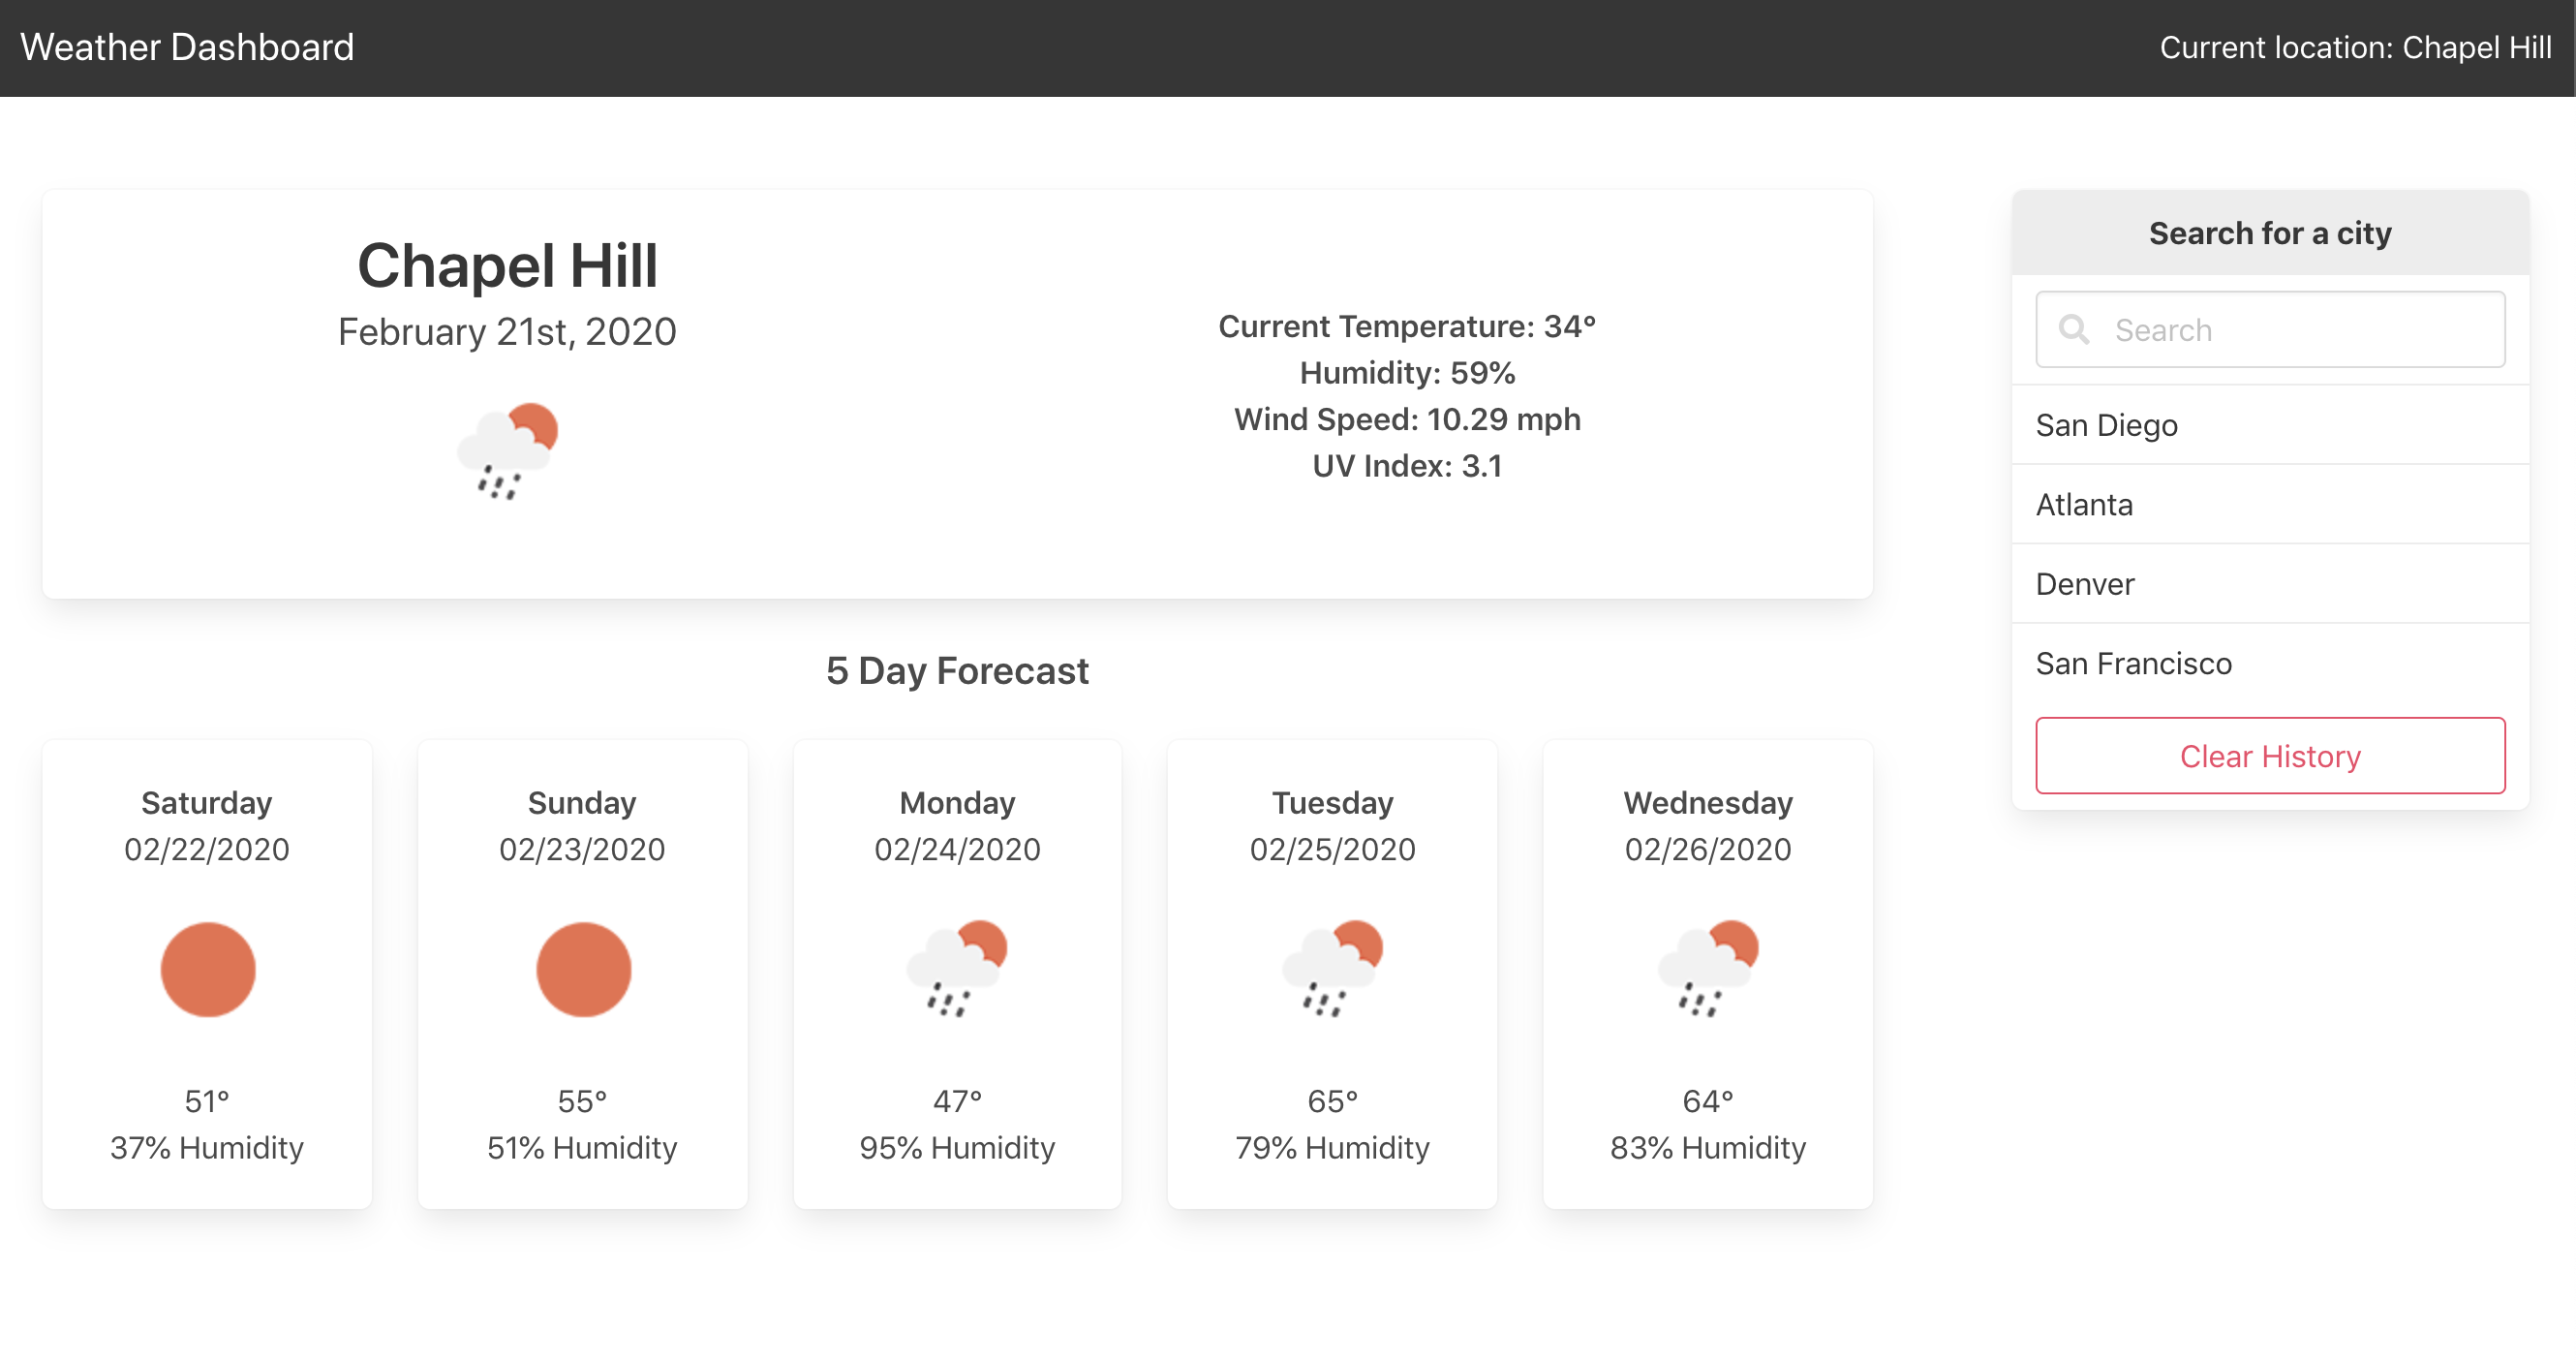 Weather Dashboard
Current location: Chapel Hill
Chapel Hill
February 21st, 2020
Current Temperature: 34°
Humidity: 59%
Wind Speed: 10.29 mph
UV Index: 3.1
5 Day Forecast
Saturday
02/22/2020
51°
37% Humidity
Sunday
02/23/2020
55°
51% Humidity
Monday
02/24/2020
47°
95% Humidity
Tuesday
02/25/2020
65°
79% Humidity
Wednesday
02/26/2020
64°
83% Humidity
Search for a city
Search
San Diego
Atlanta
Denver
San Francisco
Clear History